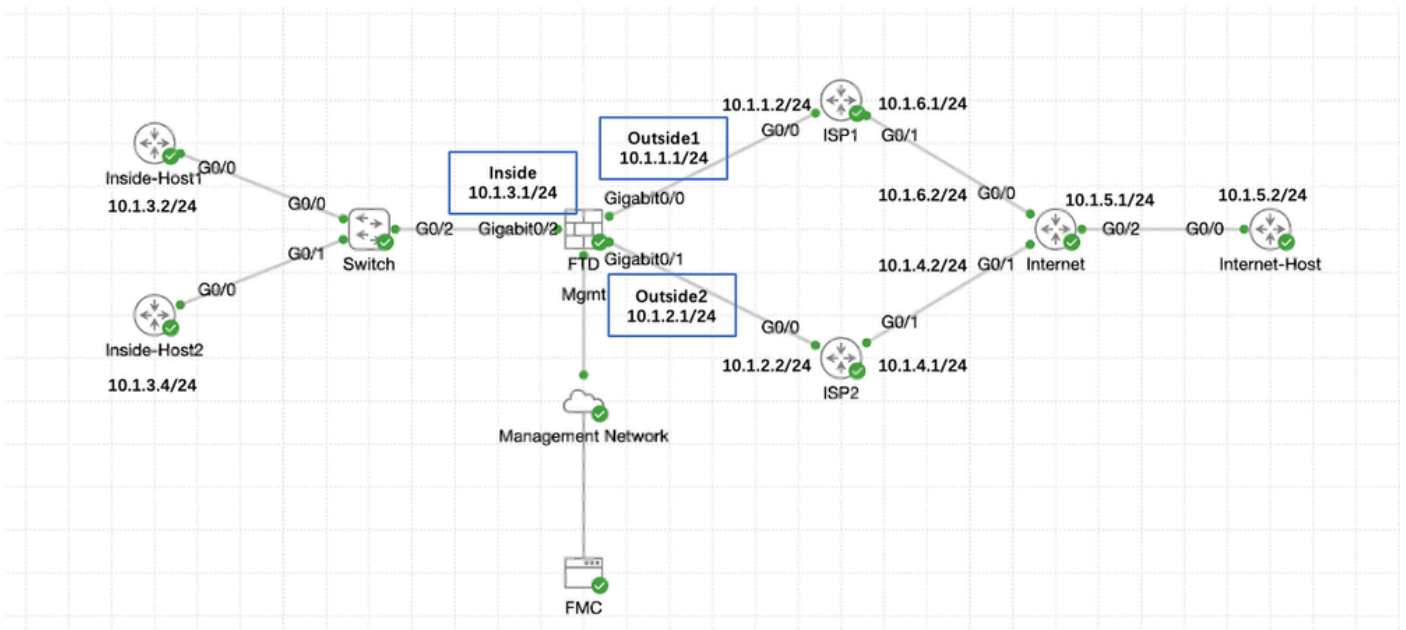 10.1.1.2/24
10.1.6.1/24
G0/0
G0/1
ISP1
Outside1
10.1.1.1/24
Inside
10.1.3.1/24
G0/0
Inside-Host1
10.1.3.2/24
G0/0
Gigabit0/0
10.1.6.2/24
G0/0
10.1.5.1/24
10.1.5.2/24
G0/2
Gigabit0/2
G0/2
G0/0
G0/1
Switch
FTD
Gigabit0/1
10.1.4.2/24
G0/1
Internet
Internet-Host
G0/0
Mgmt
Outside2
10.1.2.1/24
G0/0
G0/1
Inside-Host2
10.1.3.4/24
10.1.2.2/24
10.1.4.1/24
ISP2
Management Network
FMC